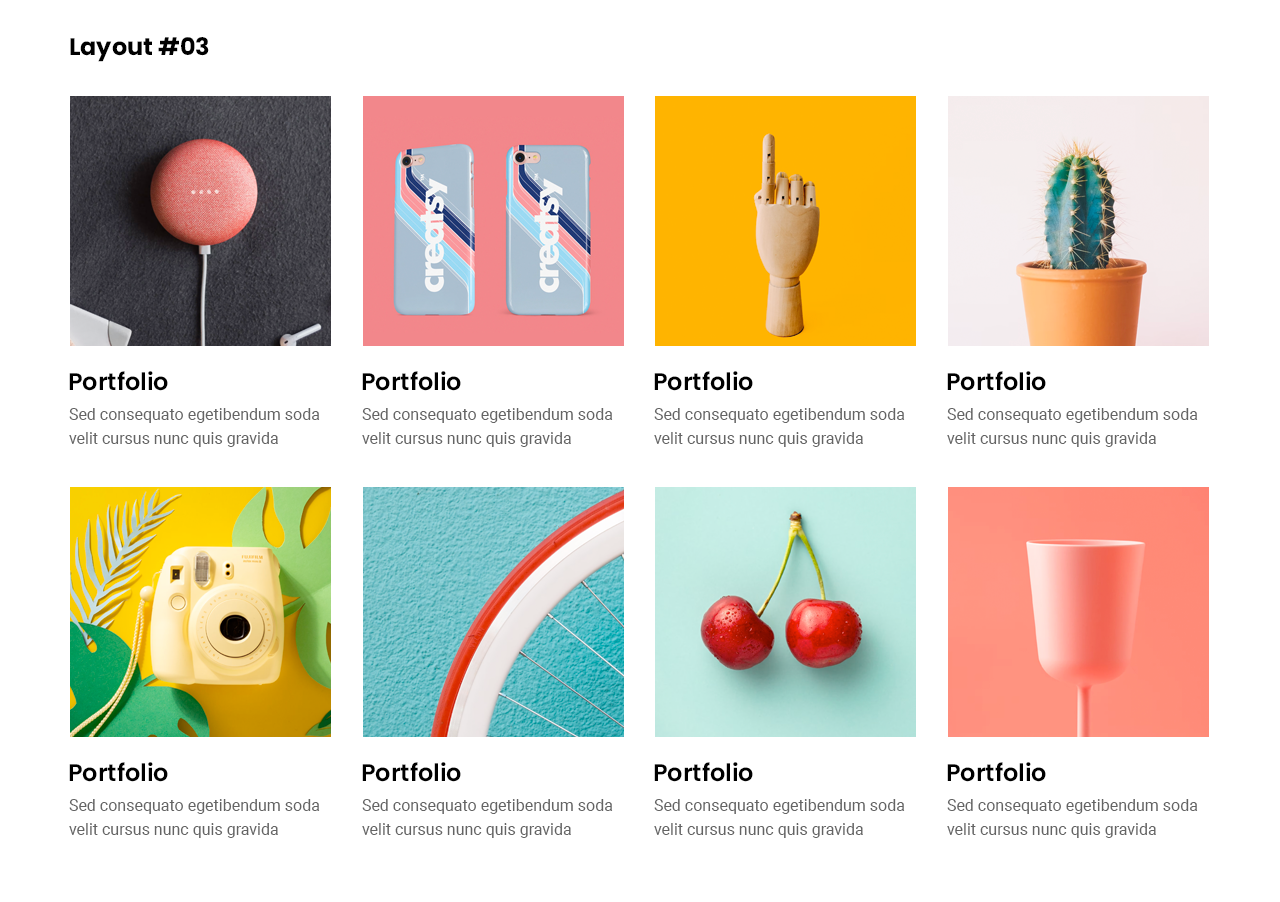 Layout #03
creatsy
creatsy
Portfolio
Sed consequato egetibendum soda
velit cursus nunc quis gravida
Portfolio
Sed consequato egetibendum soda
velit cursus nunc quis gravida
Portfolio
Sed consequato egetibendum soda
velit cursus nunc quis gravida
Portfolio
Sed consequato egetibendum soda
velit cursus nunc quis gravida
Portfolio
Sed consequato egetibendum soda
velit cursus nunc quis gravida
Portfolio
Sed consequato egetibendum soda
velit cursus nunc quis gravida
Portfolio
Sed consequato egetibendum soda
velit cursus nunc quis gravida
Portfolio
Sed consequato egetibendum soda
velit cursus nunc quis gravida